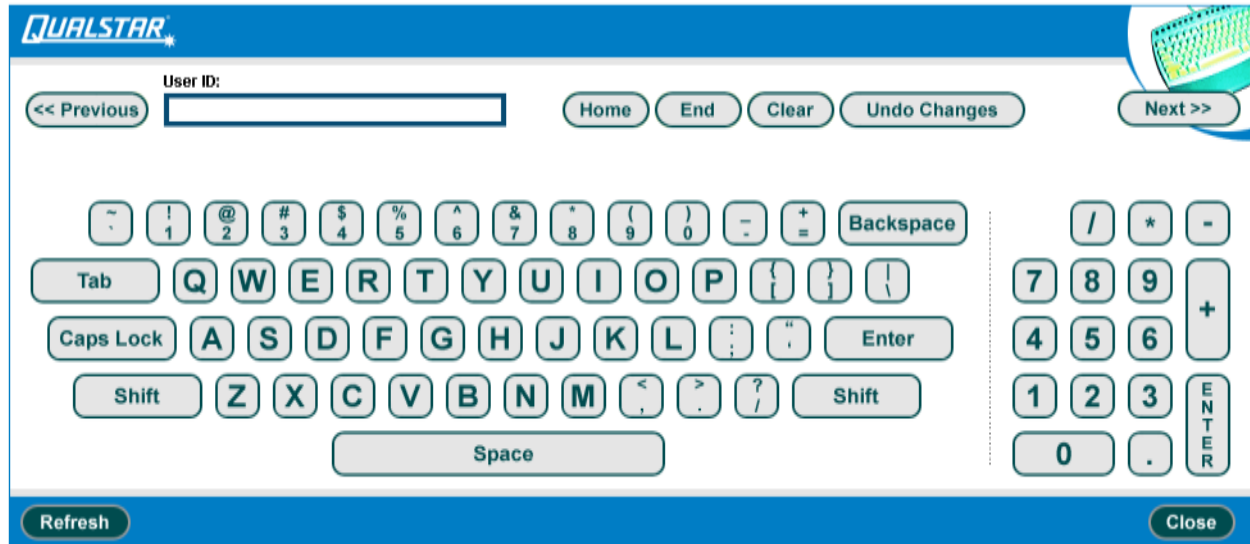 QUALSTAR
User ID:
<< Previous Home End Clear Undo Changes Next >>
~ ! @ # $ % ^ & * ( ) _ +
` 1 2 3 4 5 6 7 8 9 0 - = Backspace / * -
Tab Q W E R T Y U I O P { [ } ] | \ 7 8 9 +
Caps Lock A S D F G H J K L : ; “ ' Enter 4 5 6
Shift Z X C V B N M < , > . ? / Shift 1 2 3 ENTER
Space 0 .
Refresh Close